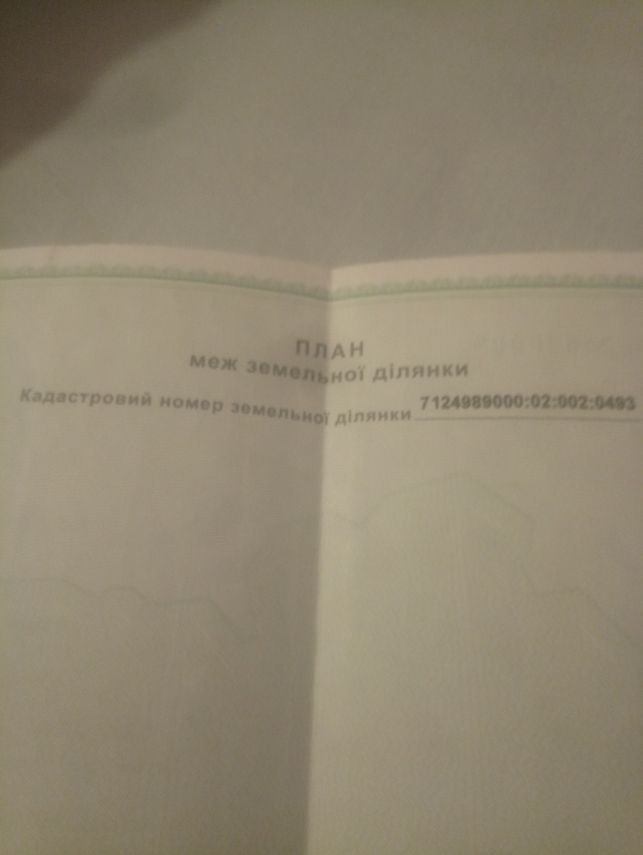 ПЛАН
меж земельної ділянки
Кадастровий номер земельної ділянки 7124989000:02:002:0493